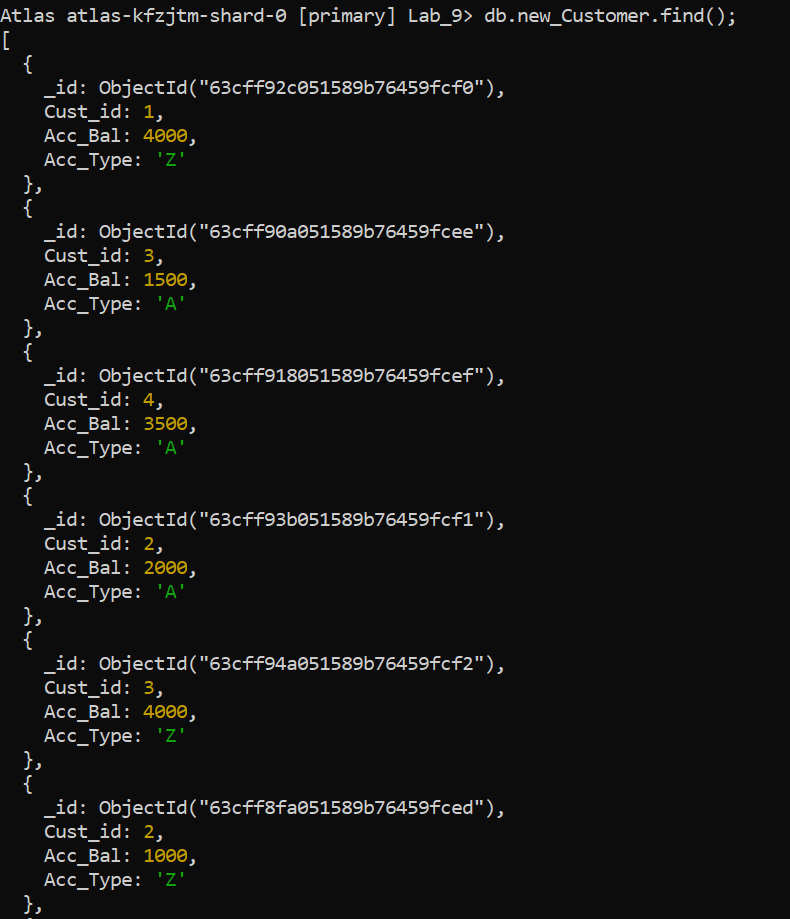 Atlas atlas-kfzjtm-shard-0 [primary] Lab_9> db.new_Customer.find();
[
  {
    _id: ObjectId("63cff92c051589b76459fcf0"),
    Cust_id: 1,
    Acc_Bal: 4000,
    Acc_Type: 'Z'
  },
  {
    _id: ObjectId("63cff90a051589b76459fcee"),
    Cust_id: 3,
    Acc_Bal: 1500,
    Acc_Type: 'A'
  },
  {
    _id: ObjectId("63cff918051589b76459fcef"),
    Cust_id: 4,
    Acc_Bal: 3500,
    Acc_Type: 'A'
  },
  {
    _id: ObjectId("63cff93b051589b76459fcf1"),
    Cust_id: 2,
    Acc_Bal: 2000,
    Acc_Type: 'A'
  },
  {
    _id: ObjectId("63cff94a051589b76459fcf2"),
    Cust_id: 3,
    Acc_Bal: 4000,
    Acc_Type: 'Z'
  },
  {
    _id: ObjectId("63cff8fa051589b76459fced"),
    Cust_id: 2,
    Acc_Bal: 1000,
    Acc_Type: 'Z'
  },